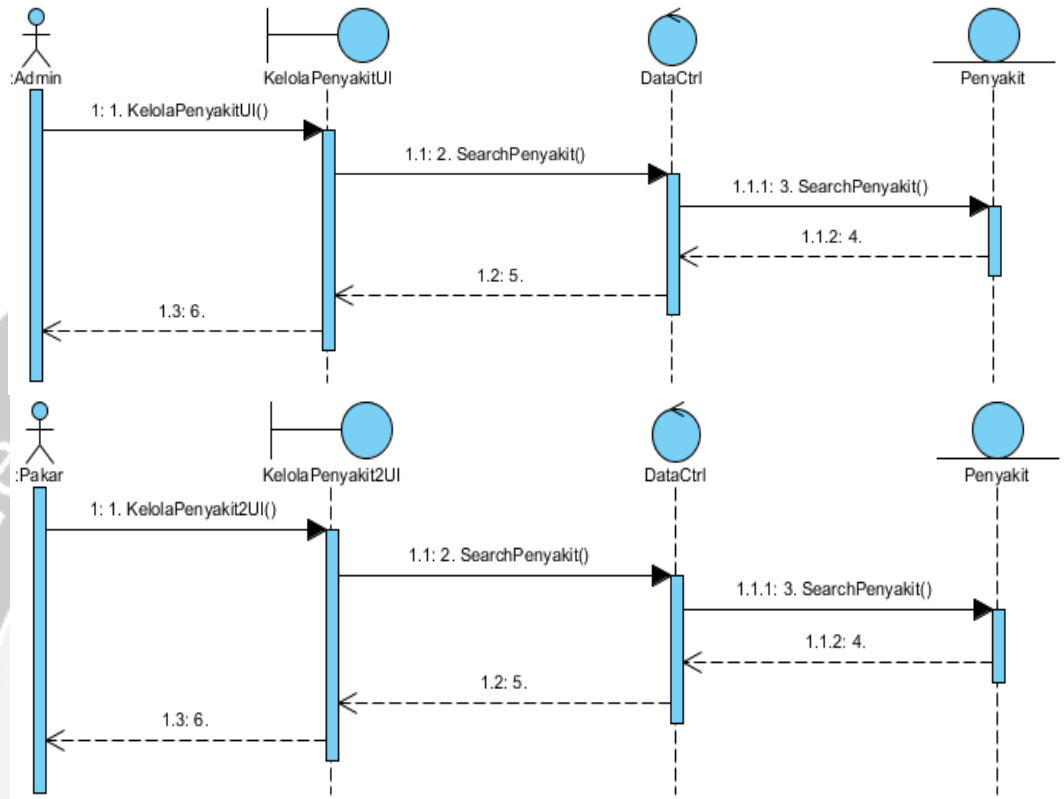 :Admin
KelolaPenyakitUI
DataCtrl
Penyakit
1: 1. KelolaPenyakitUI()
1.1: 2. SearchPenyakit()
1.1.1: 3. SearchPenyakit()
1.1.2: 4.
1.2: 5.
1.3: 6.
:Pakar
KelolaPenyakit2UI
DataCtrl
Penyakit
1: 1. KelolaPenyakit2UI()
1.1: 2. SearchPenyakit()
1.1.1: 3. SearchPenyakit()
1.1.2: 4.
1.2: 5.
1.3: 6.